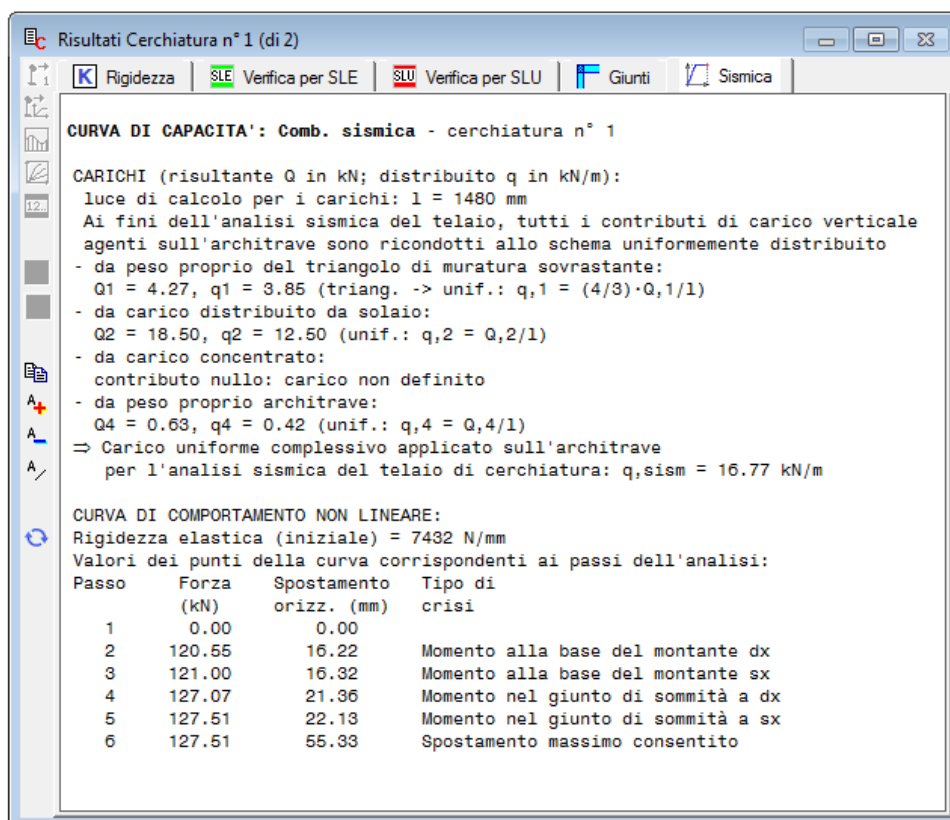 Risultati Cerchiatura n° 1 (di 2)
K Rigidezza SLE Verifica per SLE SLU Verifica per SLU Giunti Sismica
CURVA DI CAPACITA': Comb. sismica - cerchiatura n° 1
CARICHI (risultante Q in kN; distribuito q in kN/m):
luce di calcolo per i carichi: l = 1480 mm
Ai fini dell'analisi sismica del telaio, tutti i contributi di carico verticale
agenti sull'architrave sono ricondotti allo schema uniformemente distribuito
- da peso proprio del triangolo di muratura sovrastante:
Q1 = 4.27, q1 = 3.85 (triang. -> unif.: q,1 = (4/3)·Q,1/l)
- da carico distribuito da solaio:
Q2 = 18.50, q2 = 12.50 (unif.: q,2 = Q,2/l)
- da carico concentrato:
contributo nullo: carico non definito
- da peso proprio architrave:
Q4 = 0.63, q4 = 0.42 (unif.: q,4 = Q,4/l)
⇒ Carico uniforme complessivo applicato sull'architrave
per l'analisi sismica del telaio di cerchiatura: q,sism = 16.77 kN/m
CURVA DI COMPORTAMENTO NON LINEARE:
Rigidezza elastica (iniziale) = 7432 N/mm
Valori dei punti della curva corrispondenti ai passi dell'analisi:
Passo Forza Spostamento Tipo di
(kN) orizz. (mm) crisi
1 0.00 0.00
2 120.55 16.22 Momento alla base del montante dx
3 121.00 16.32 Momento alla base del montante sx
4 127.07 21.36 Momento nel giunto di sommità a dx
5 127.51 22.13 Momento nel giunto di sommità a sx
6 127.51 55.33 Spostamento massimo consentito